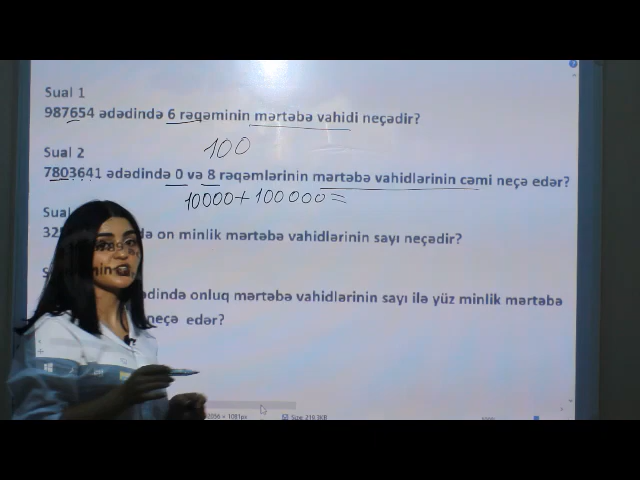 Sual 1
987654 ədədində 6 rəqəminin mərtəbə vahidi neçədir?
100
Sual 2
7803641 ədədində 0 və 8 rəqəmlərinin mərtəbə vahidlərinin cəmi neçə edər?
10000+100000=
Sual
on minlik mərtəbə vahidlərinin sayı neçədir?
onluq mərtəbə vahidlərinin sayı ilə yüz minlik mərtəbə
neçə edər?